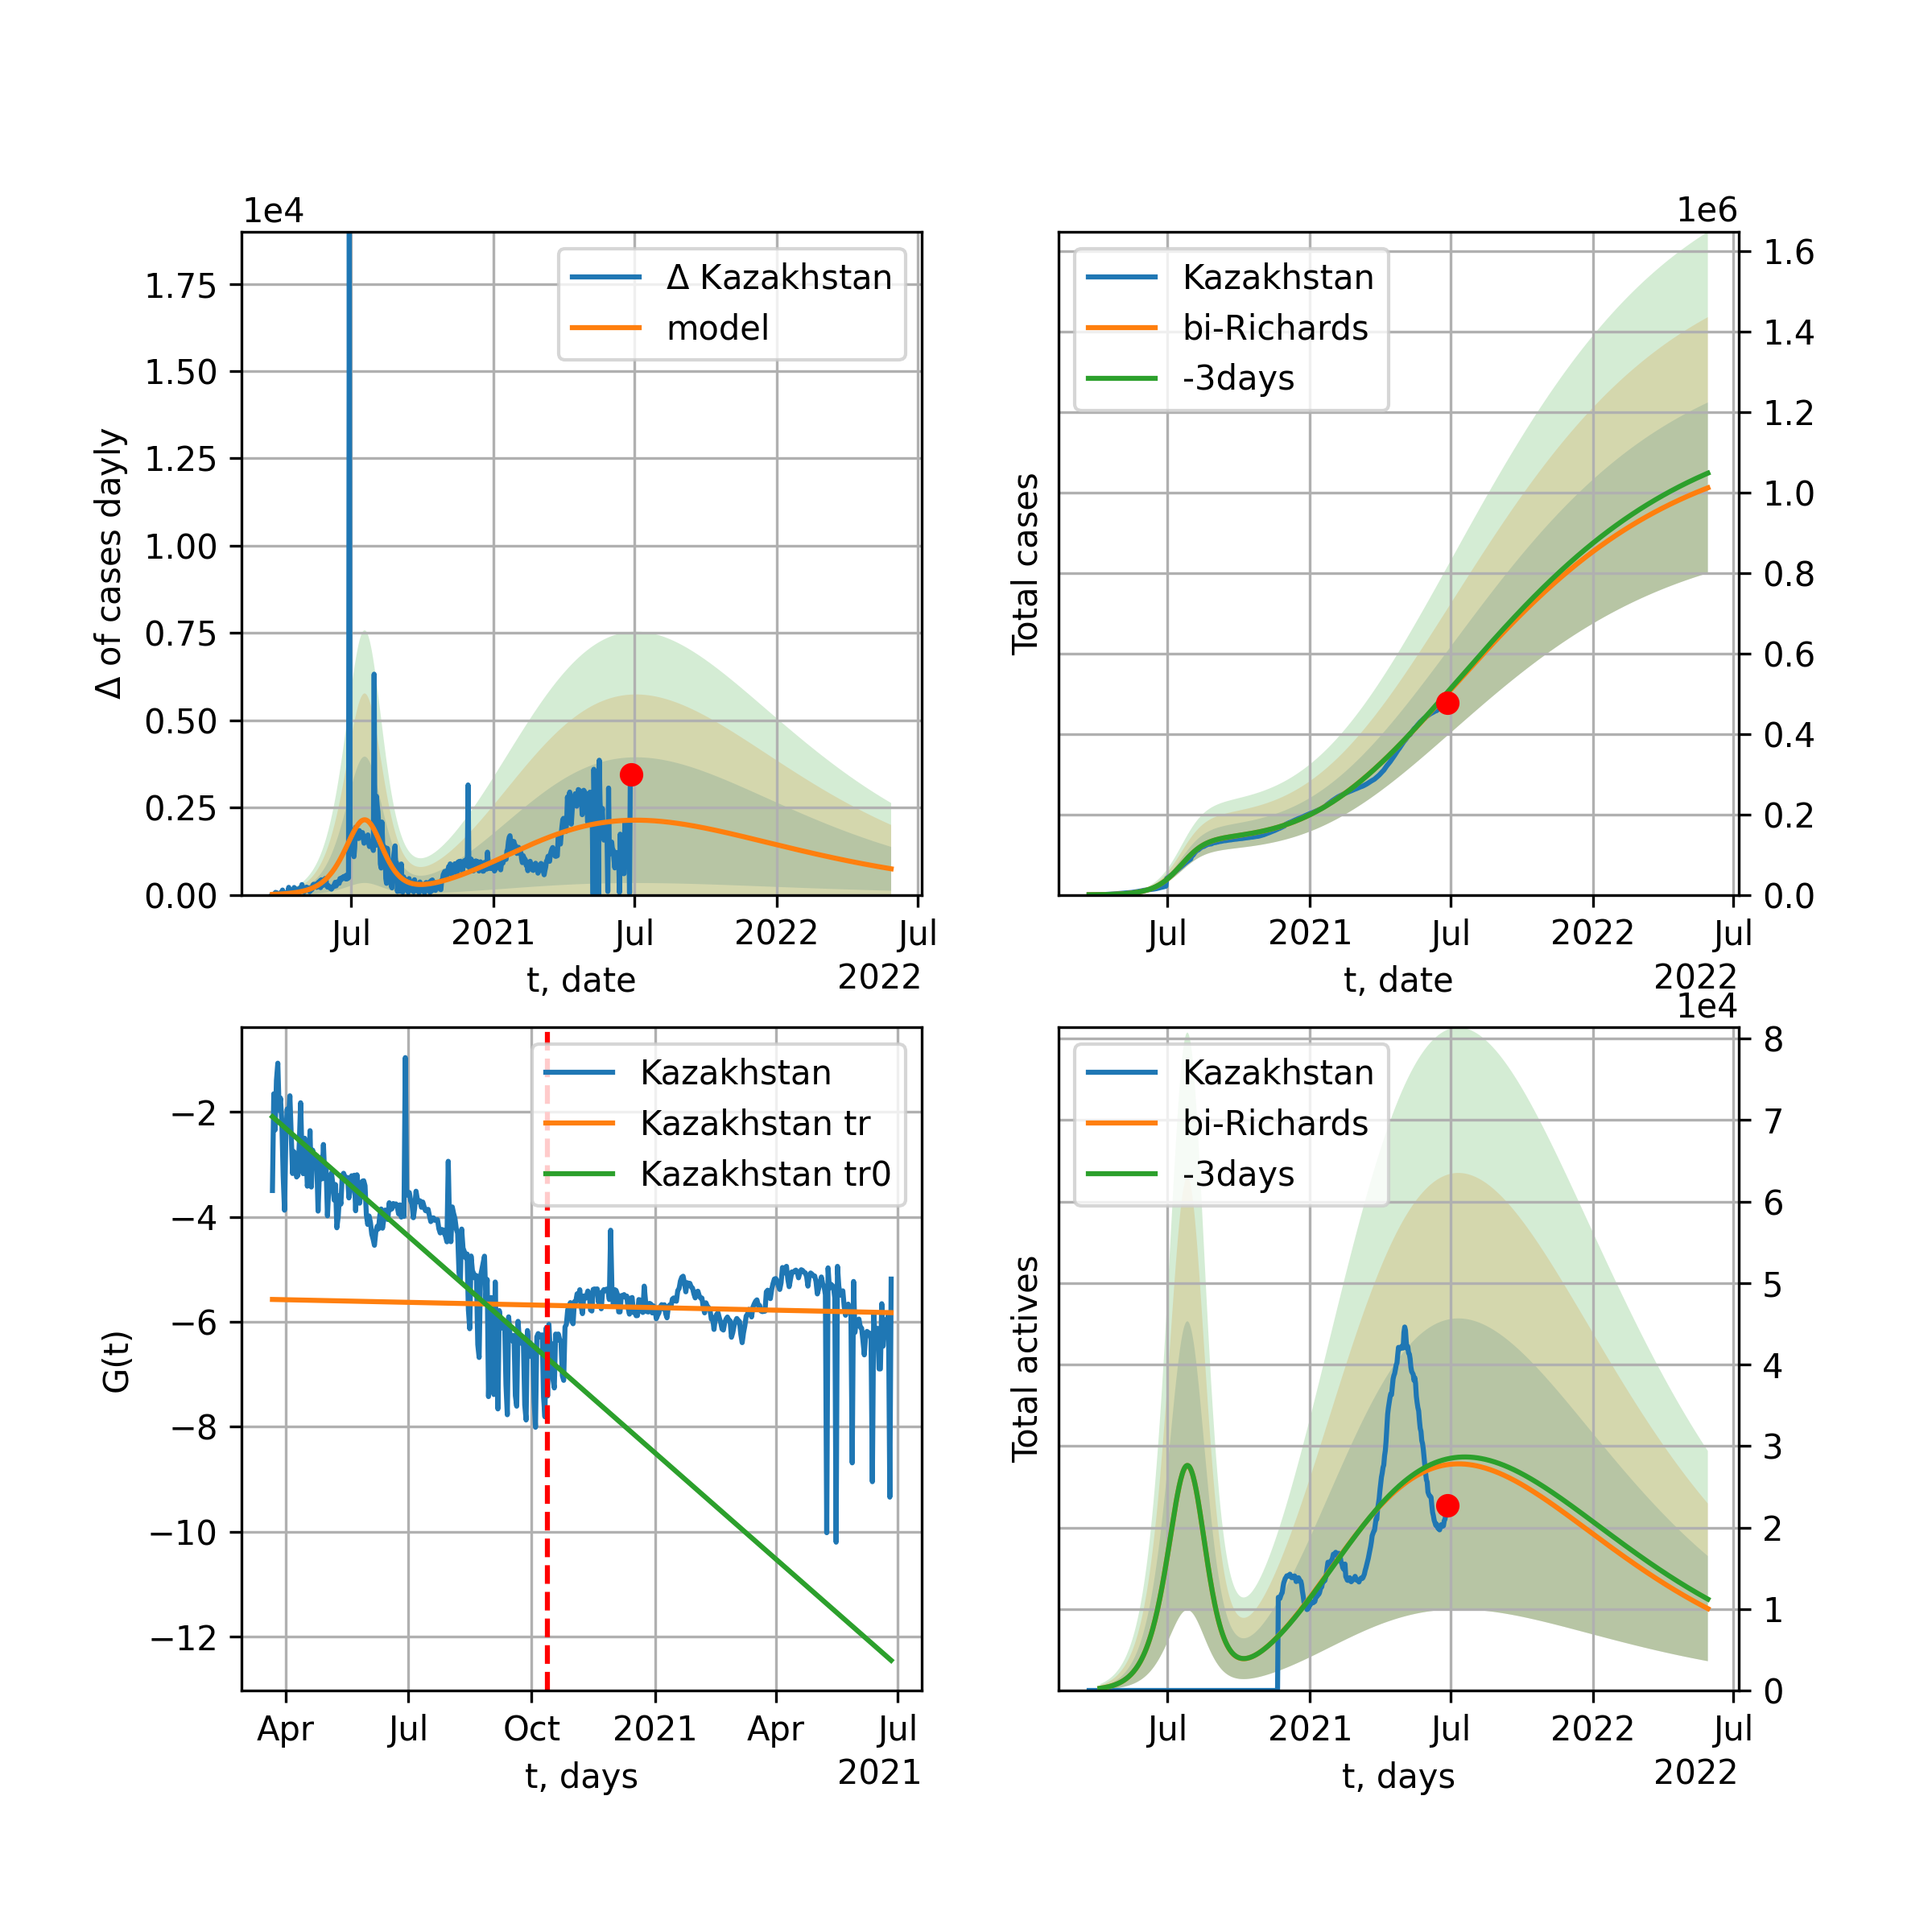 1e4
Δ of cases dayly
1.75
1.50
1.25
1.00
0.75
0.50
0.25
0.00
Δ Kazakhstan
model
Jul 2021 Jul 2022 Jul
2022
t, date
1e6
Total cases
Kazakhstan
bi-Richards
-3days
1.6
1.4
1.2
1.0
0.8
0.6
0.4
0.2
0.0
Jul 2021 Jul 2022 Jul
2022
t, date
G(t)
−2
−4
−6
−8
−10
−12
Kazakhstan
Kazakhstan tr
Kazakhstan tr0
Apr Jul Oct 2021 Apr Jul
2021
t, days
1e4
Total actives
Kazakhstan
bi-Richards
-3days
8
7
6
5
4
3
2
1
0
Jul 2021 Jul 2022 Jul
2022
t, days